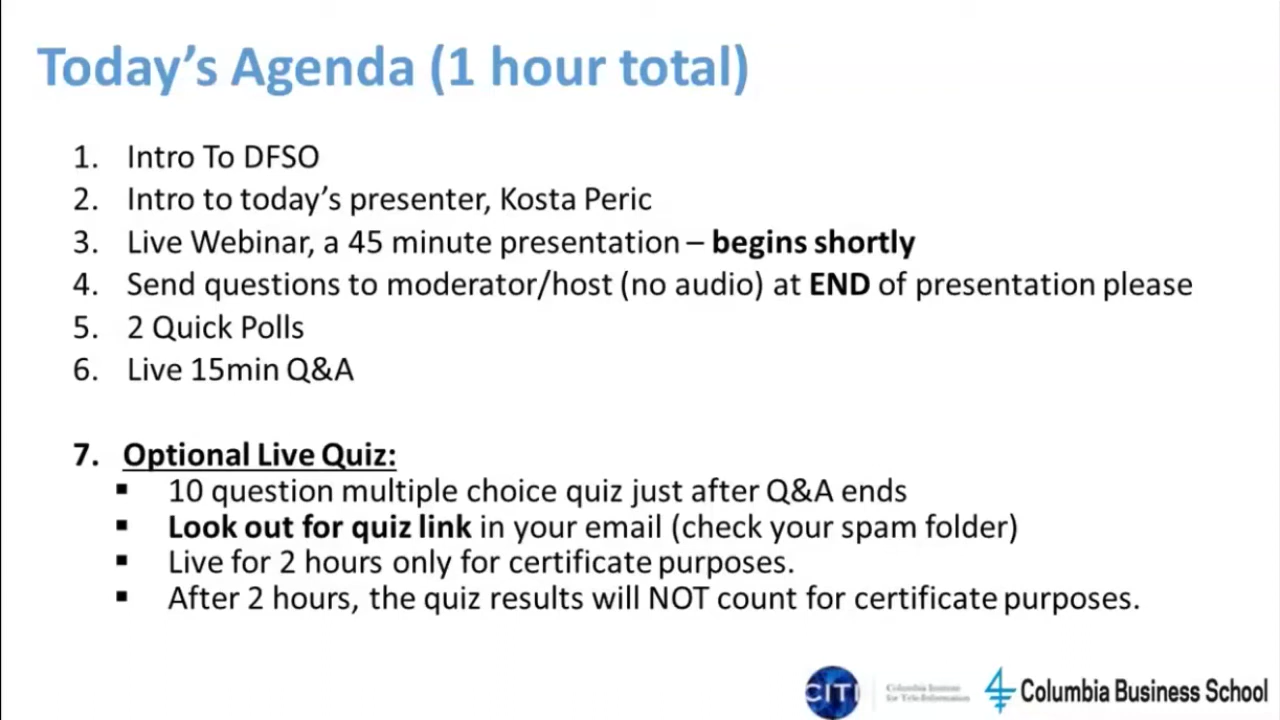 Today's Agenda (1 hour total)
1. Intro To DFSO
2. Intro to today's presenter, Kosta Peric
3. Live Webinar, a 45 minute presentation – begins shortly
4. Send questions to moderator/host (no audio) at END of presentation please
5. 2 Quick Polls
6. Live 15min Q&A
7. Optional Live Quiz:
▪ 10 question multiple choice quiz just after Q&A ends
▪ Look out for quiz link in your email (check your spam folder)
▪ Live for 2 hours only for certificate purposes.
▪ After 2 hours, the quiz results will NOT count for certificate purposes.
CITI
Columbia Institute
for Tele-Information
Columbia Business School